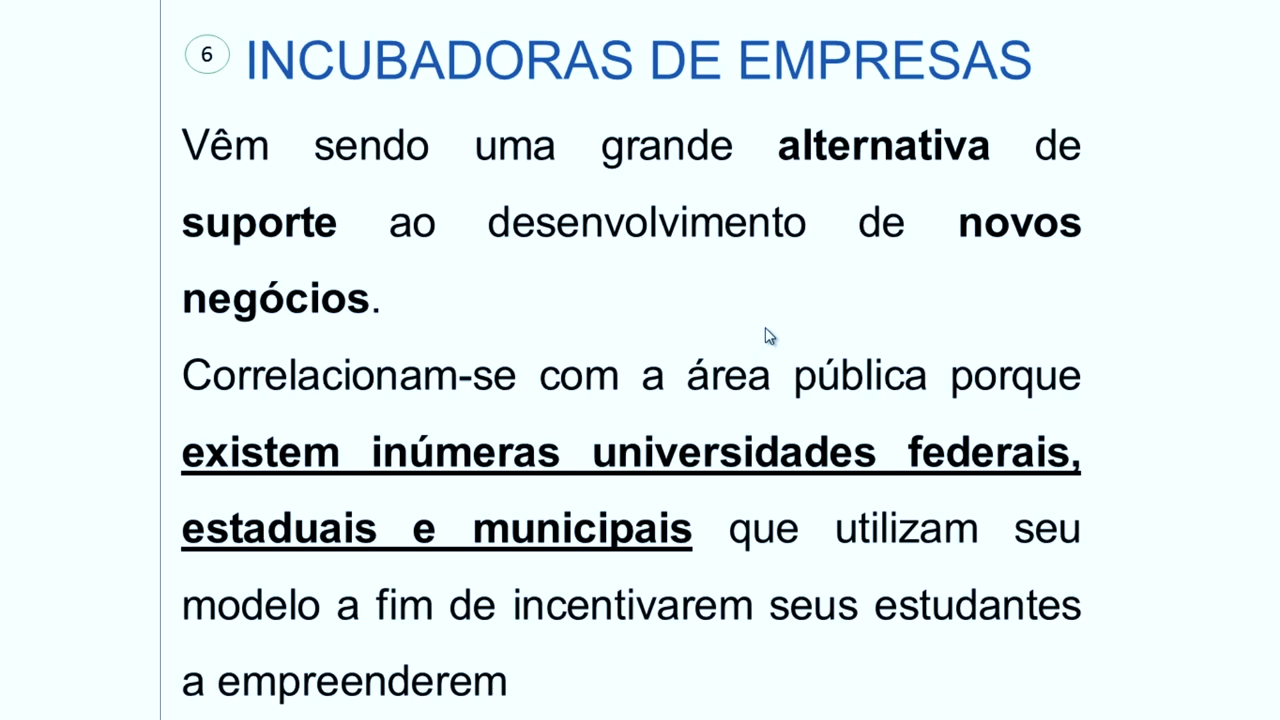 6 INCUBADORAS DE EMPRESAS
Vêm sendo uma grande alternativa de
suporte ao desenvolvimento de novos
negócios.
Correlacionam-se com a área pública porque
existem inúmeras universidades federais,
estaduais e municipais que utilizam seu
modelo a fim de incentivarem seus estudantes
a empreenderem